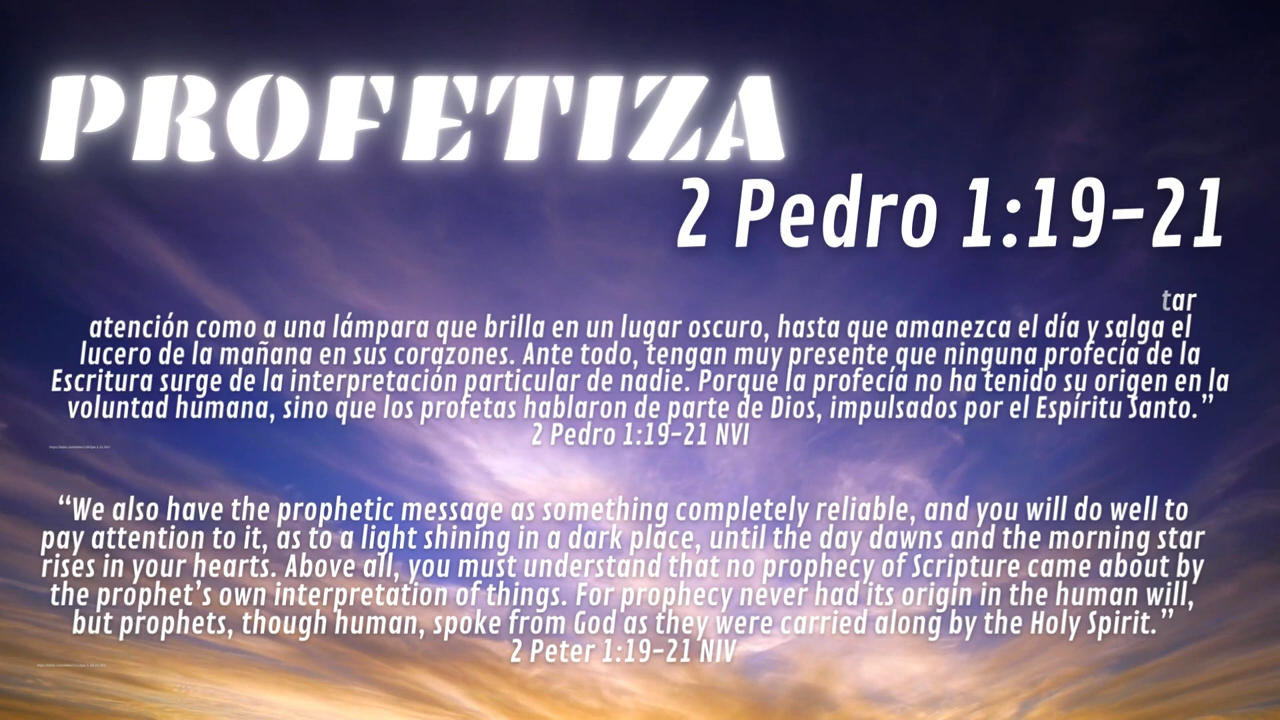 PROFETIZA
2 Pedro 1:19-21
tar
atención como a una lámpara que brilla en un lugar oscuro, hasta que amanezca el día y salga el
lucero de la mañana en sus corazones. Ante todo, tengan muy presente que ninguna profecía de la
Escritura surge de la interpretación particular de nadie. Porque la profecía no ha tenido su origen en la
voluntad humana, sino que los profetas hablaron de parte de Dios, impulsados por el Espíritu Santo.”
2 Pedro 1:19-21 NVI
“We also have the prophetic message as something completely reliable, and you will do well to
pay attention to it, as to a light shining in a dark place, until the day dawns and the morning star
rises in your hearts. Above all, you must understand that no prophecy of Scripture came about by
the prophet’s own interpretation of things. For prophecy never had its origin in the human will,
but prophets, though human, spoke from God as they were carried along by the Holy Spirit.”
2 Peter 1:19-21 NIV